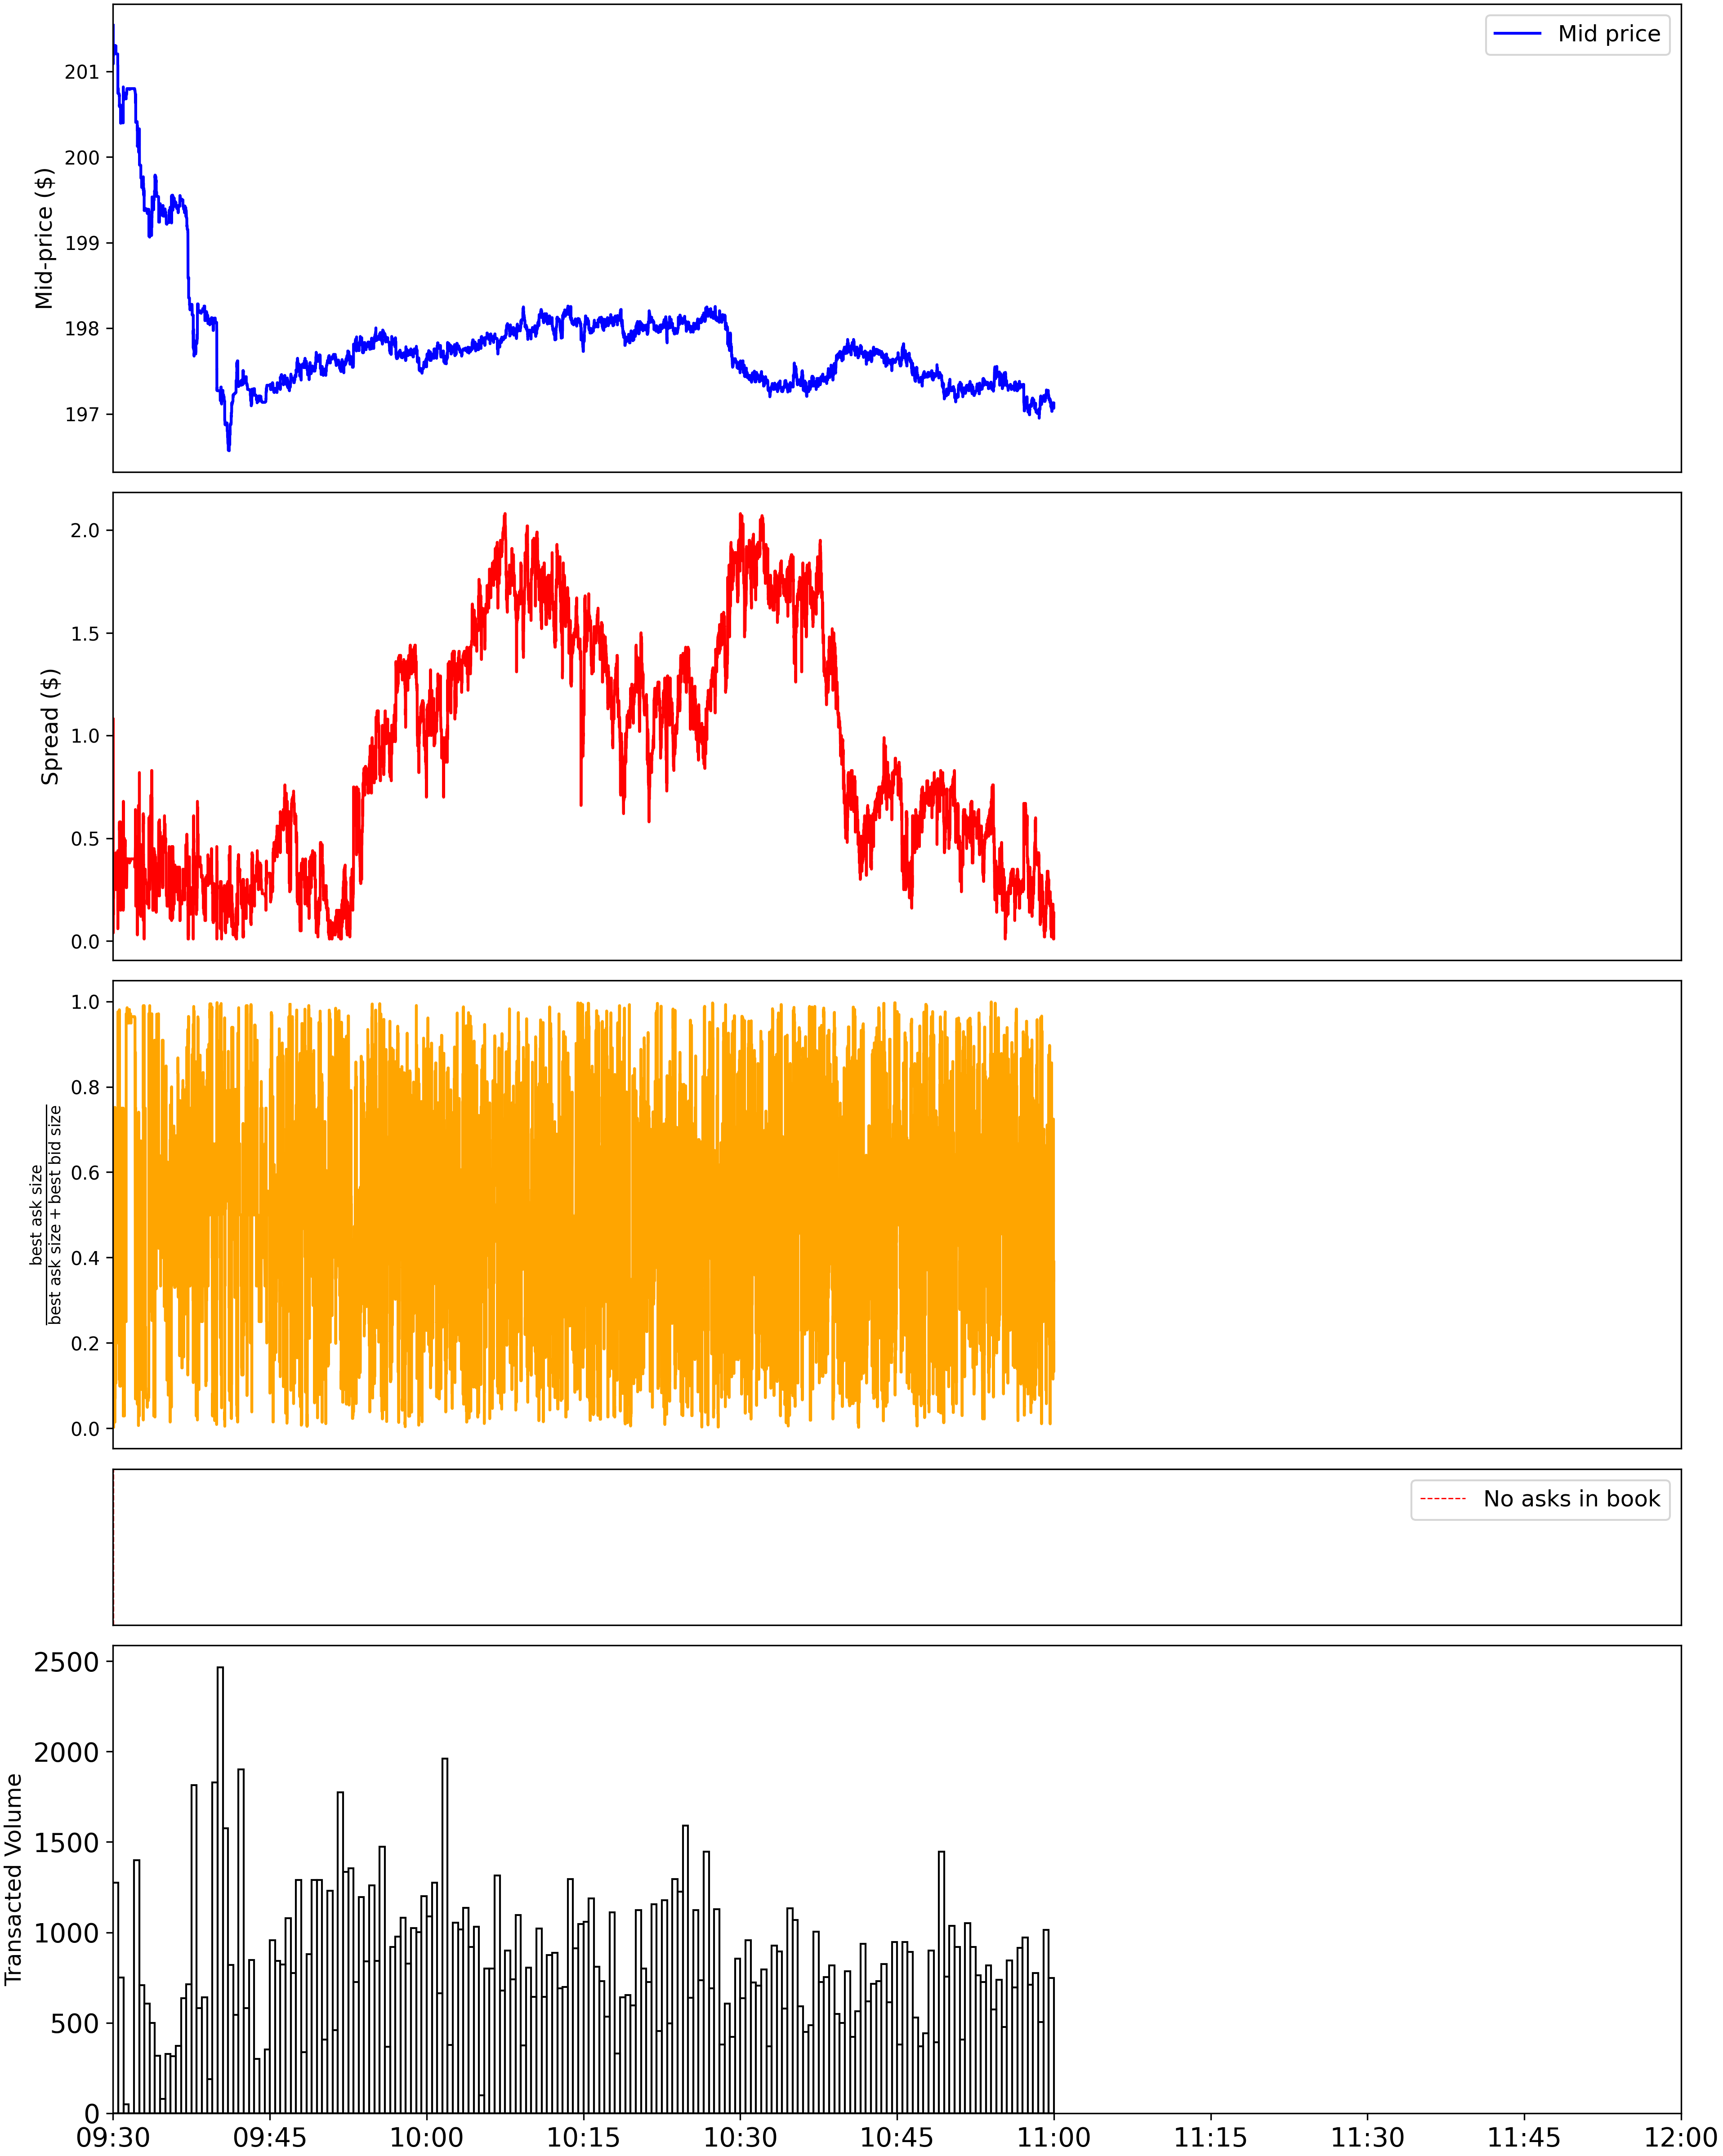 Mid price
Mid-price ($)
201
200
199
198
197
Spread ($)
2.0
1.5
1.0
0.5
0.0
best ask size
best ask size + best bid size
1.0
0.8
0.6
0.4
0.2
0.0
No asks in book
Transacted Volume
2500
2000
1500
1000
500
0
09:30 09:45 10:00 10:15 10:30 10:45 11:00 11:15 11:30 11:45 12:00